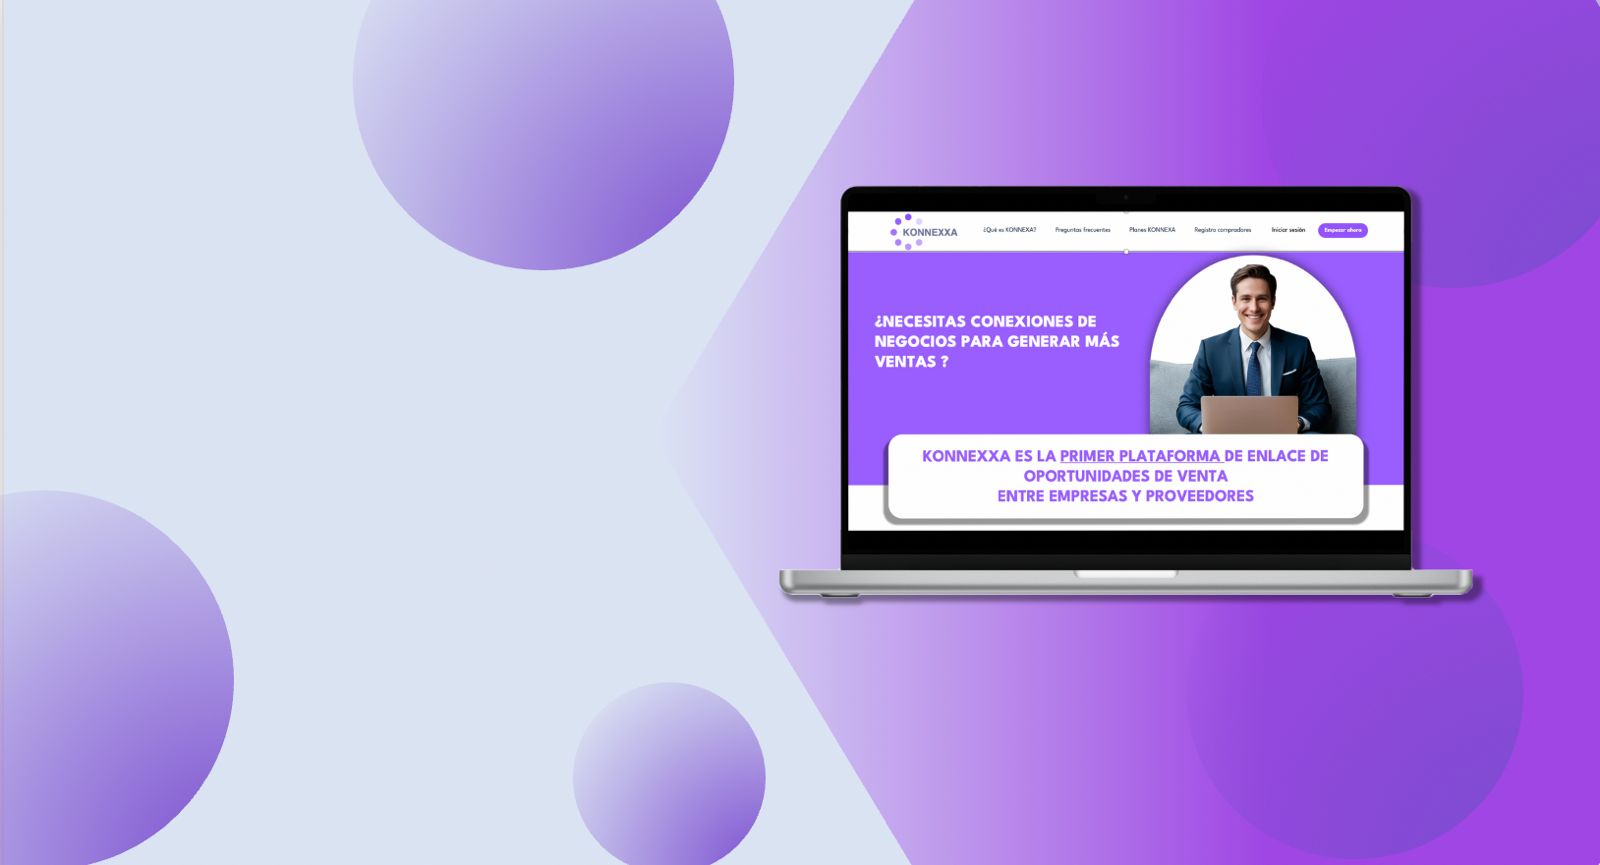 KONNEXXA
¿Qué es KONNEXA?
Preguntas frecuentes
Planes KONNEXA
Registro compradores
Iniciar sesión
Empezar ahora
¿NECESITAS CONEXIONES DE
NEGOCIOS PARA GENERAR MÁS
VENTAS ?
KONNEXXA ES LA PRIMER PLATAFORMA DE ENLACE DE
OPORTUNIDADES DE VENTA
ENTRE EMPRESAS Y PROVEEDORES